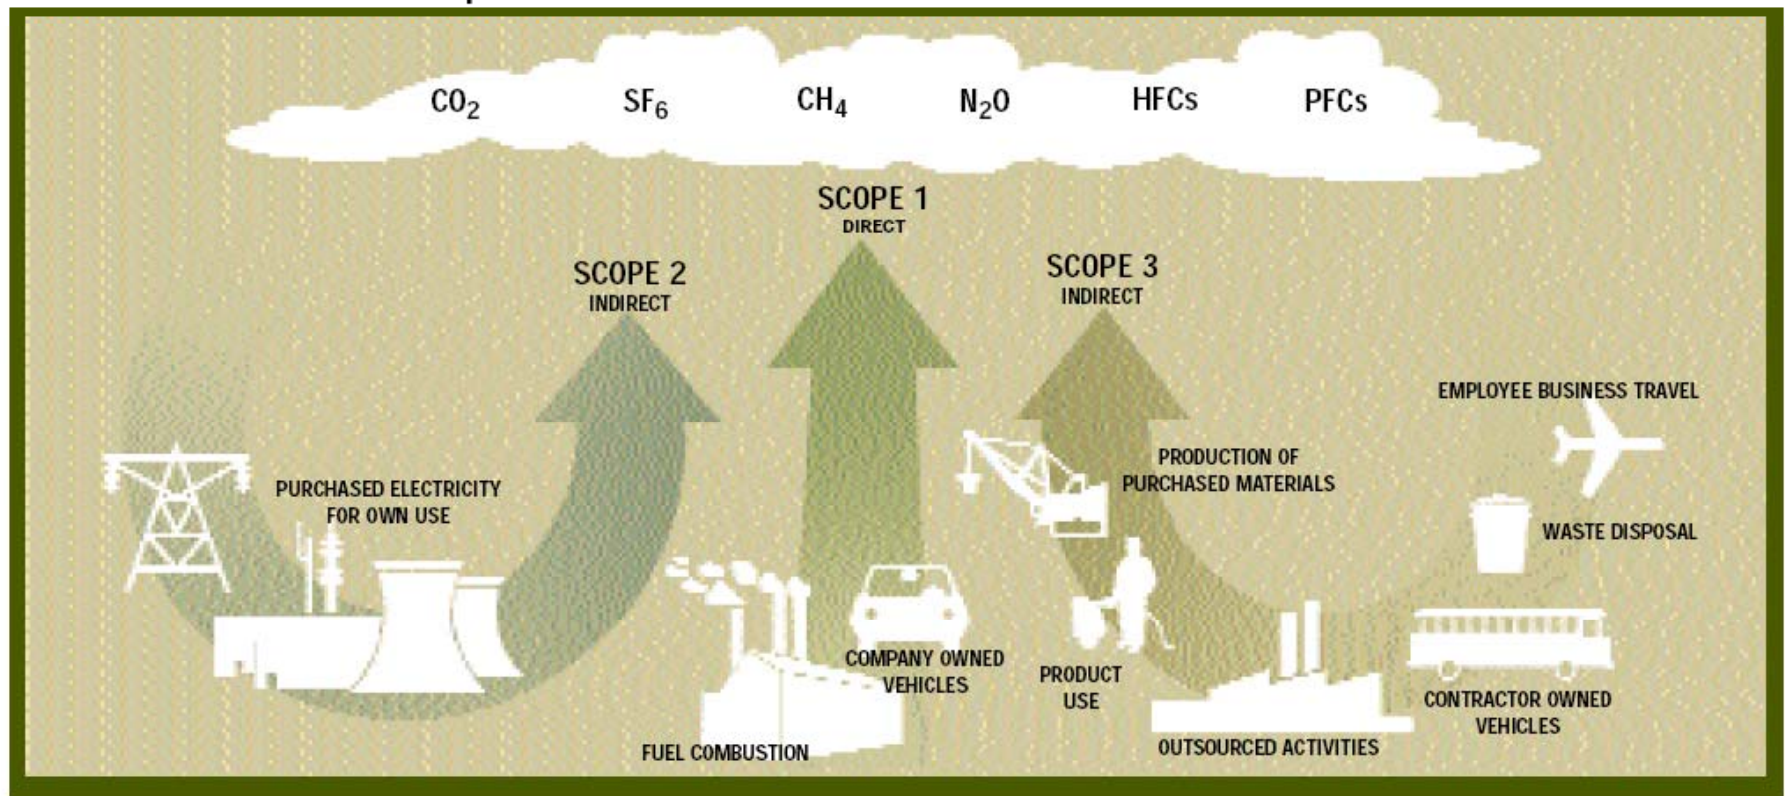 CO2 SF6 CH4 N2O HFCs PFCs
SCOPE 1
DIRECT
SCOPE 2
INDIRECT
SCOPE 3
INDIRECT
PURCHASED ELECTRICITY
FOR OWN USE
FUEL COMBUSTION
COMPANY OWNED
VEHICLES
PRODUCTION OF
PURCHASED MATERIALS
PRODUCT
USE
OUTSOURCED ACTIVITIES
EMPLOYEE BUSINESS TRAVEL
WASTE DISPOSAL
CONTRACTOR OWNED
VEHICLES